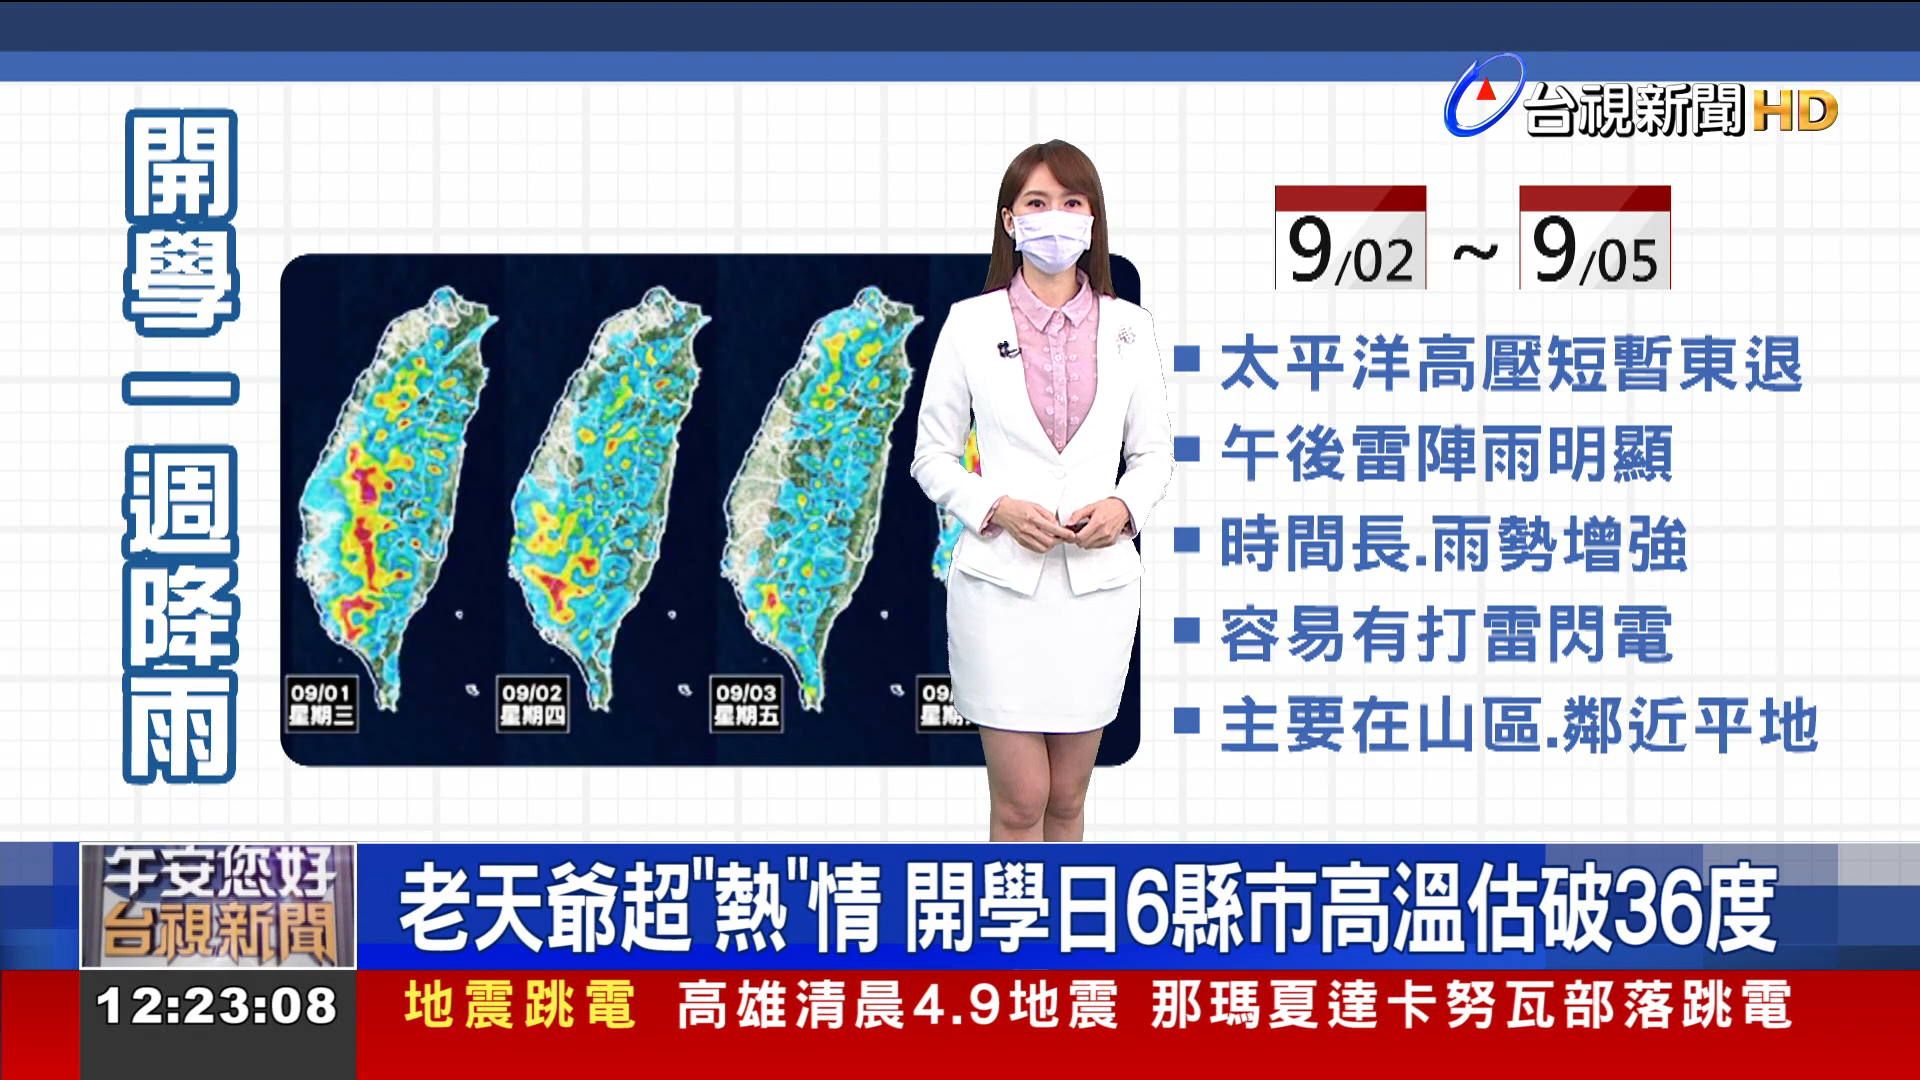 台視新聞HD
開學一週降雨
9/02 ~ 9/05
太平洋高壓短暫東退
午後雷陣雨明顯
時間長.雨勢增強
容易有打雷閃電
主要在山區.鄰近平地
09/01
星期三
09/02
星期四
09/03
星期五
午安您好
台視新聞
老天爺超"熱"情 開學日6縣市高溫估破36度
12:23:08
地震跳電 高雄清晨4.9地震 那瑪夏達卡努瓦部落跳電